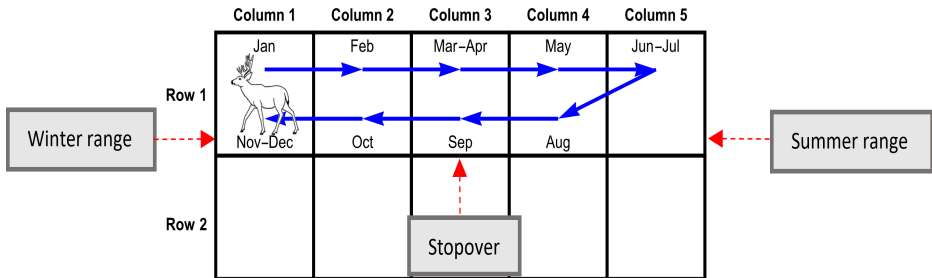 Column 1 Column 2 Column 3 Column 4 Column 5
Jan Feb Mar–Apr May Jun–Jul
Row 1
Winter range
Summer range
Nov–Dec Oct Sep Aug
Row 2
Stopover